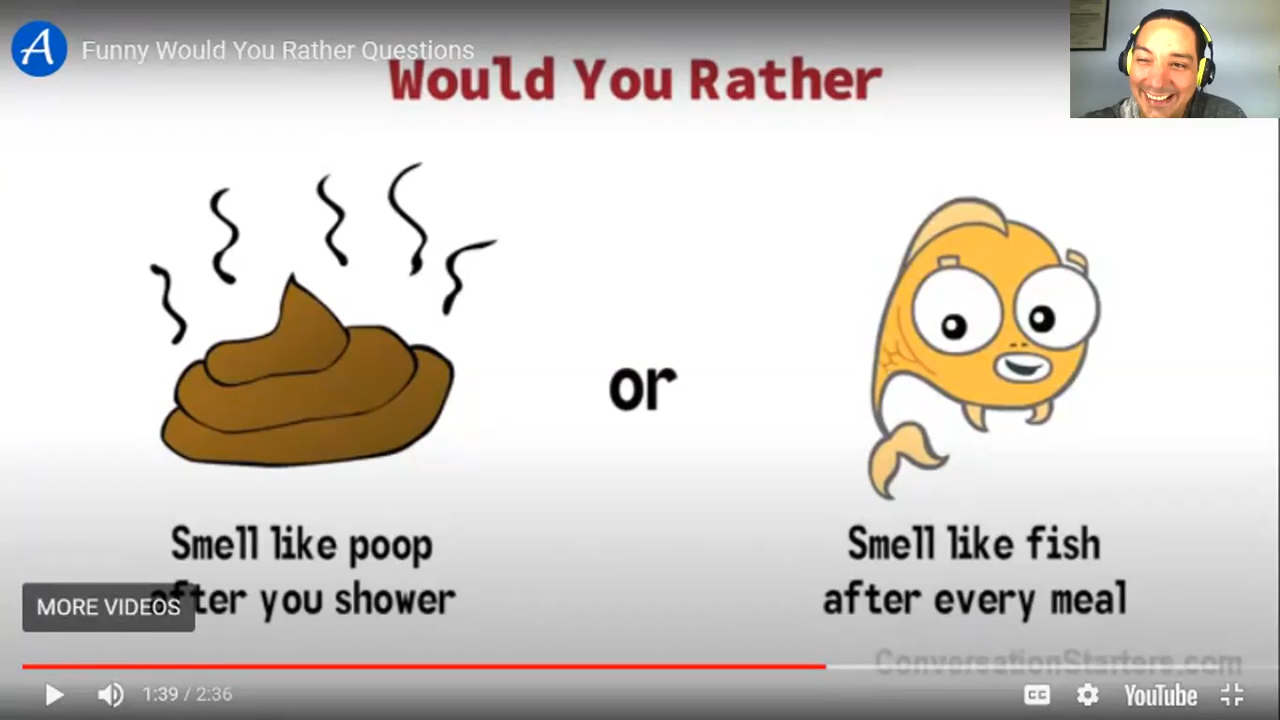 A
Funny Would You Rather Questions
Would You Rather
or
Smell like poop
after you shower
Smell like fish
after every meal
MORE VIDEOS
ConversationStarters.com
1:39 / 2:36
CC
YouTube